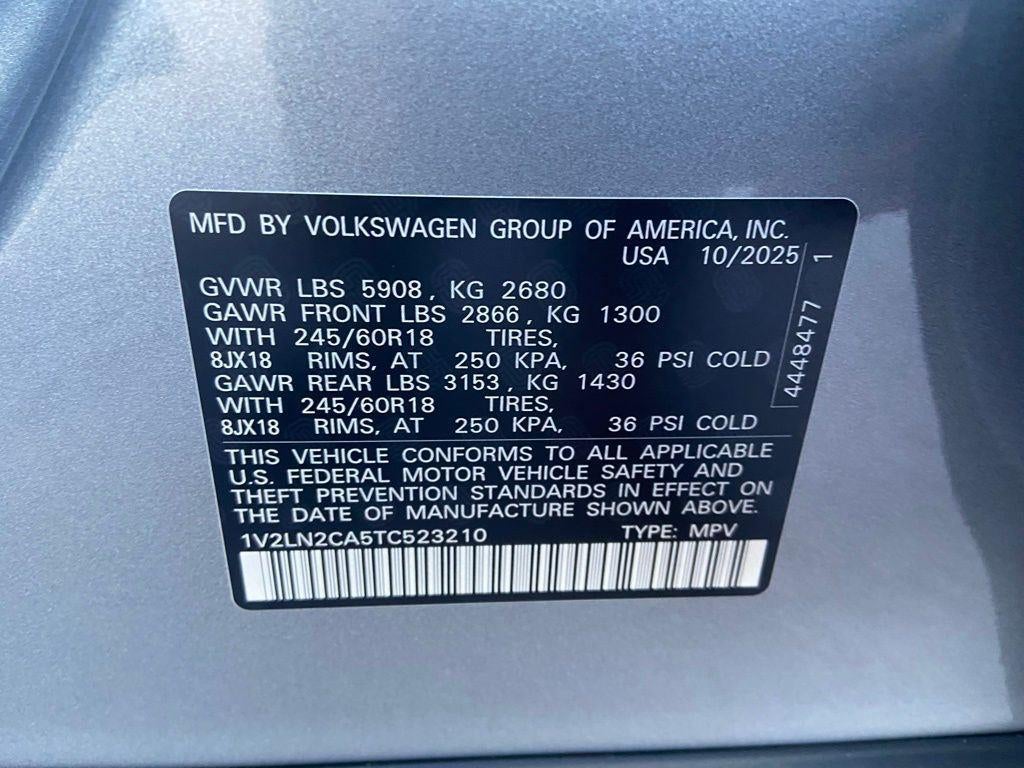 MFD BY VOLKSWAGEN GROUP OF AMERICA, INC.
USA 10/2025
GVWR LBS 5908, KG 2680
GAWR FRONT LBS 2866, KG 1300
WITH 245/60R18 TIRES,
8JX18 RIMS, AT 250 KPA, 36 PSI COLD
GAWR REAR LBS 3153, KG 1430
WITH 245/60R18 TIRES,
8JX18 RIMS, AT 250 KPA, 36 PSI COLD
THIS VEHICLE CONFORMS TO ALL APPLICABLE
U.S. FEDERAL MOTOR VEHICLE SAFETY AND
THEFT PREVENTION STANDARDS IN EFFECT ON
THE DATE OF MANUFACTURE SHOWN ABOVE.
1V2LN2CA5TC523210 TYPE: MPV
4448477 1